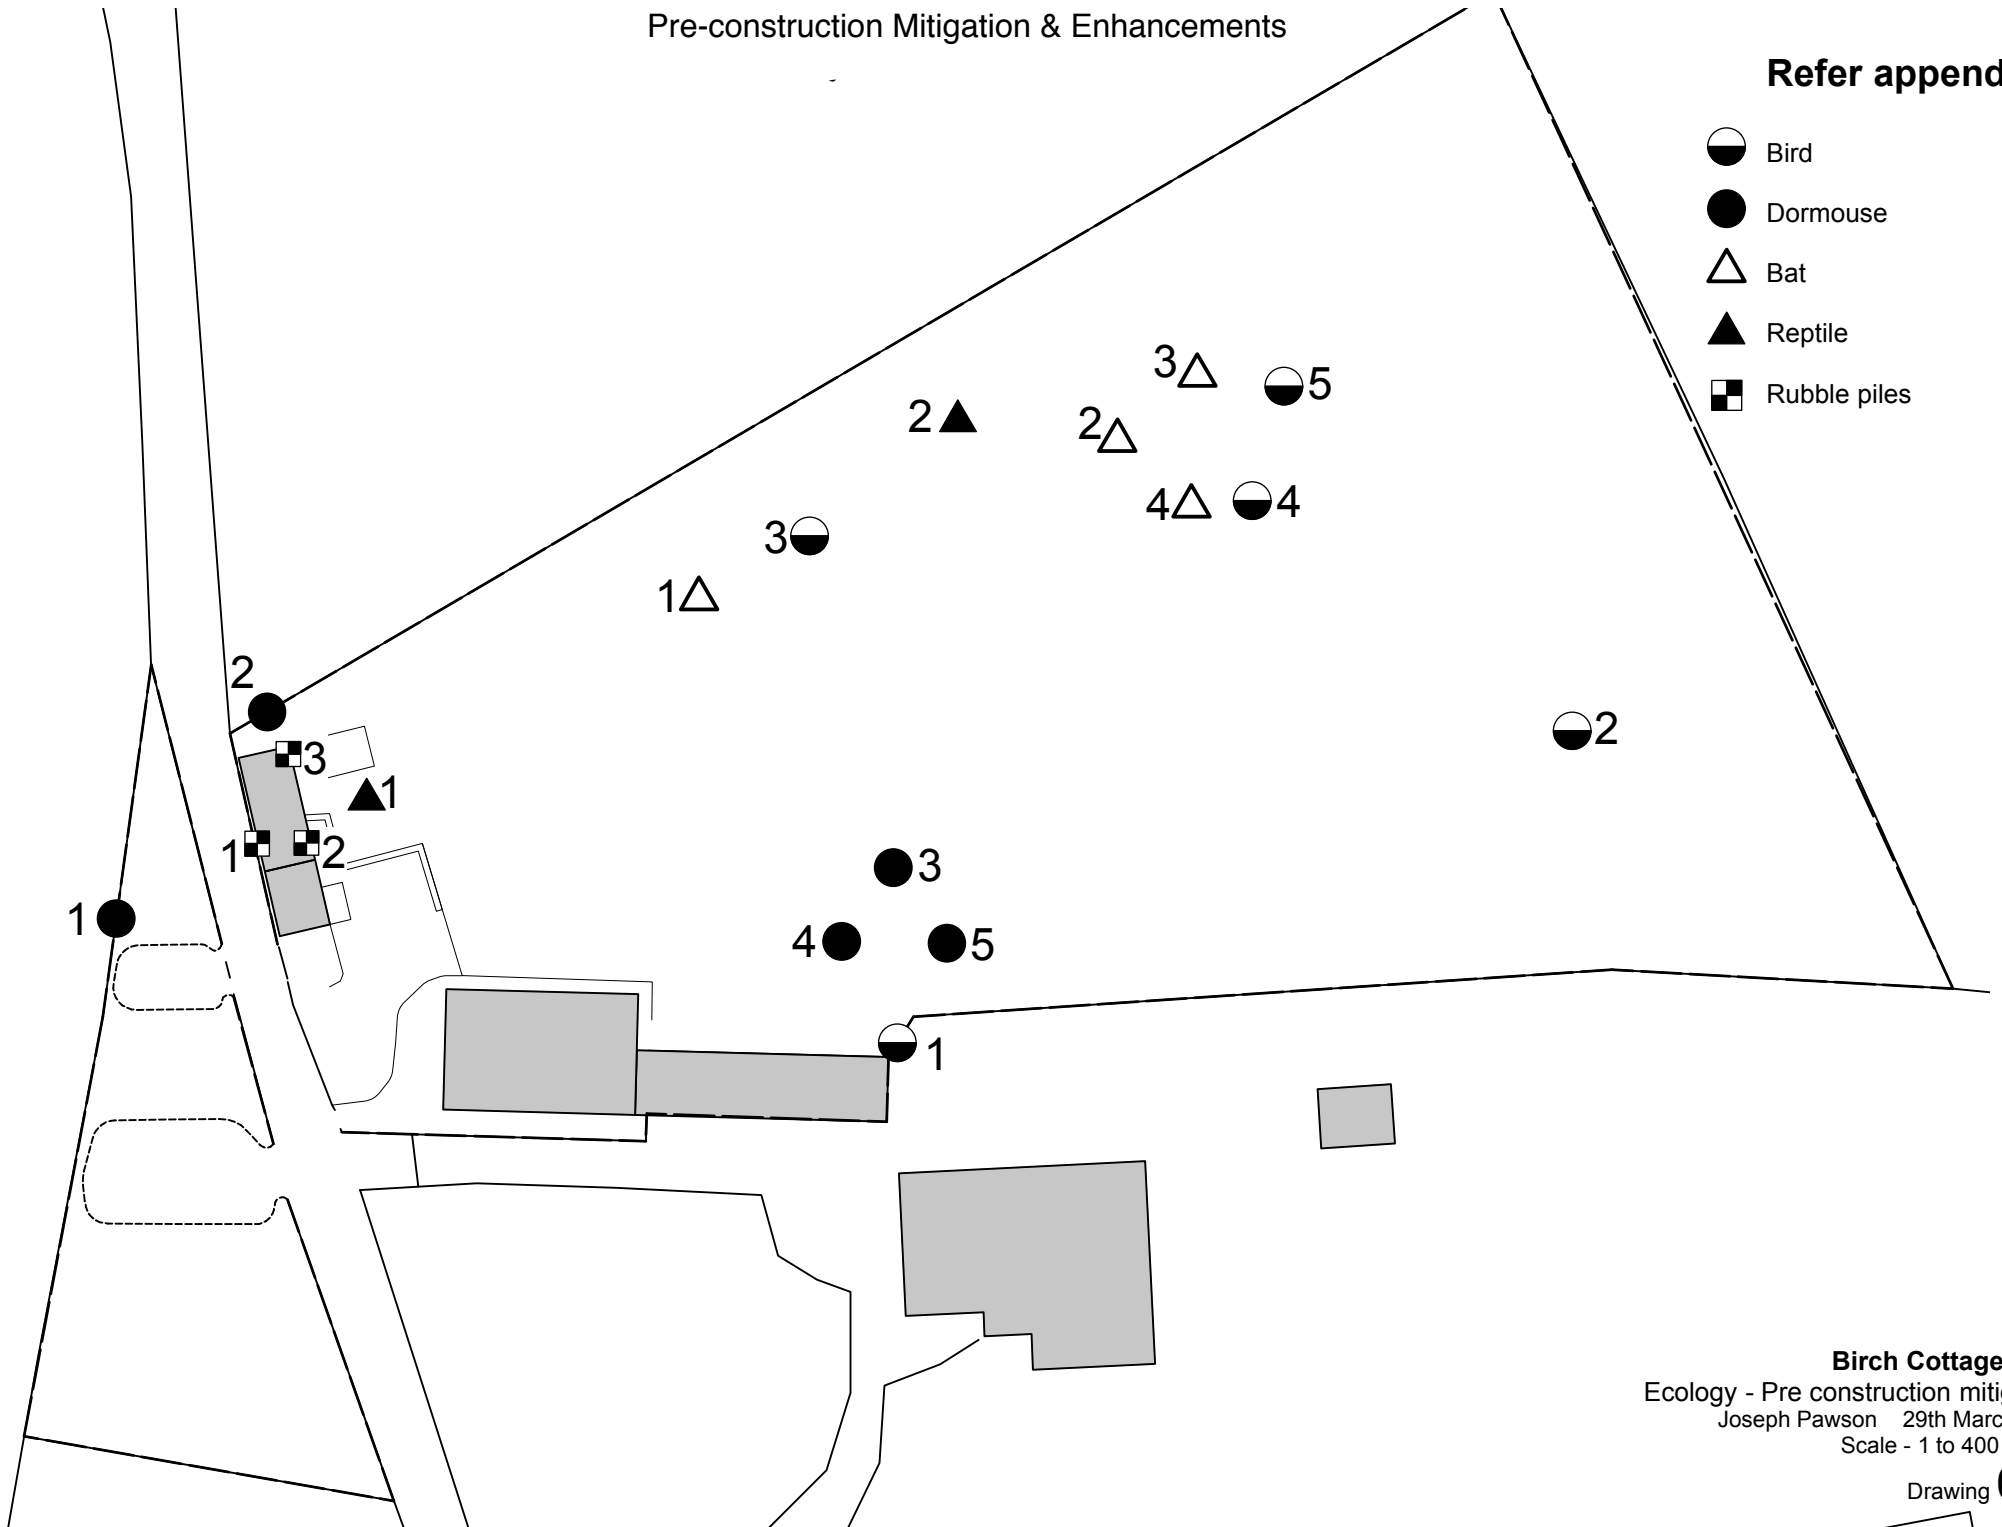 Pre-construction Mitigation & Enhancements
Refer append
Bird
Dormouse
Bat
Reptile
Rubble piles
3
5
2
2
4
4
3
1
2
2
3
1
1
2
3
1
4
5
1
Birch Cottage
Ecology - Pre construction miti
Joseph Pawson 29th Marc
Scale - 1 to 400
Drawing